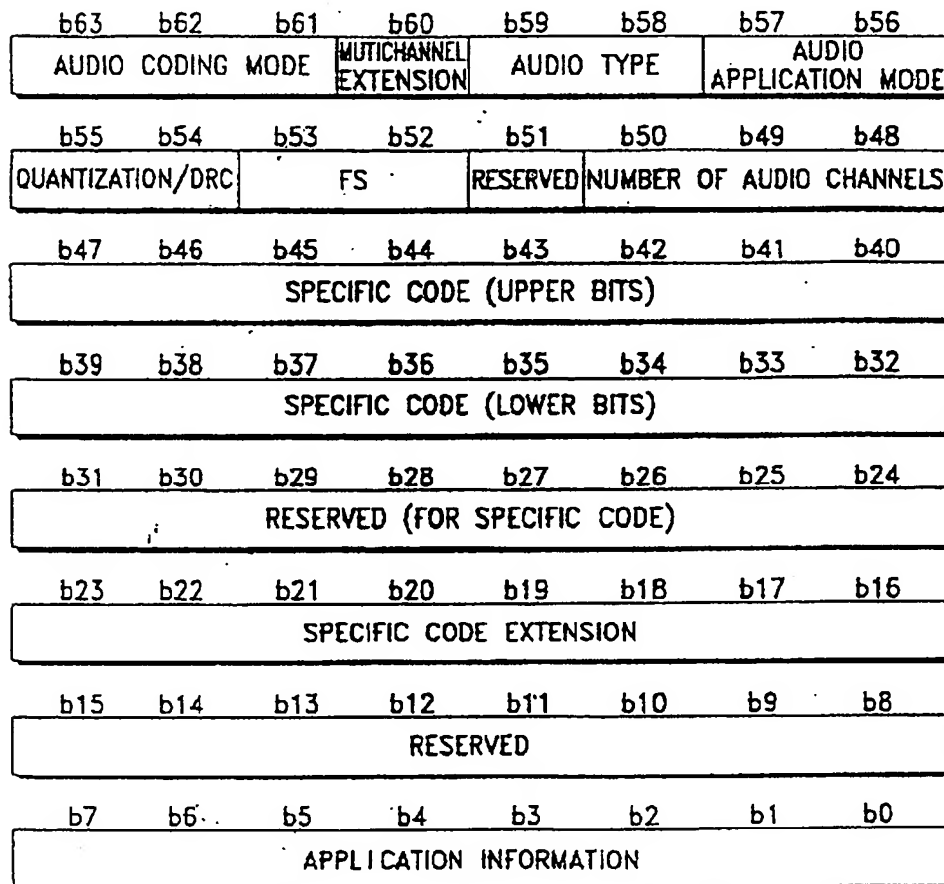 b63 b62 b61 b60 b59 b58 b57 b56
AUDIO CODING MODE
MUTICHANNEL
EXTENSION
AUDIO TYPE
AUDIO
APPLICATION MODE
b55 b54 b53 b52 b51 b50 b49 b48
QUANTIZATION/DRC FS RESERVED NUMBER OF AUDIO CHANNELS
b47 b46 b45 b44 b43 b42 b41 b40
SPECIFIC CODE (UPPER BITS)
b39 b38 b37 b36 b35 b34 b33 b32
SPECIFIC CODE (LOWER BITS)
b31 b30 b29 b28 b27 b26 b25 b24
RESERVED (FOR SPECIFIC CODE)
b23 b22 b21 b20 b19 b18 b17 b16
SPECIFIC CODE EXTENSION
b15 b14 b13 b12 b11 b10 b9 b8
RESERVED
b7 b6 b5 b4 b3 b2 b1 b0
APPLICATION INFORMATION